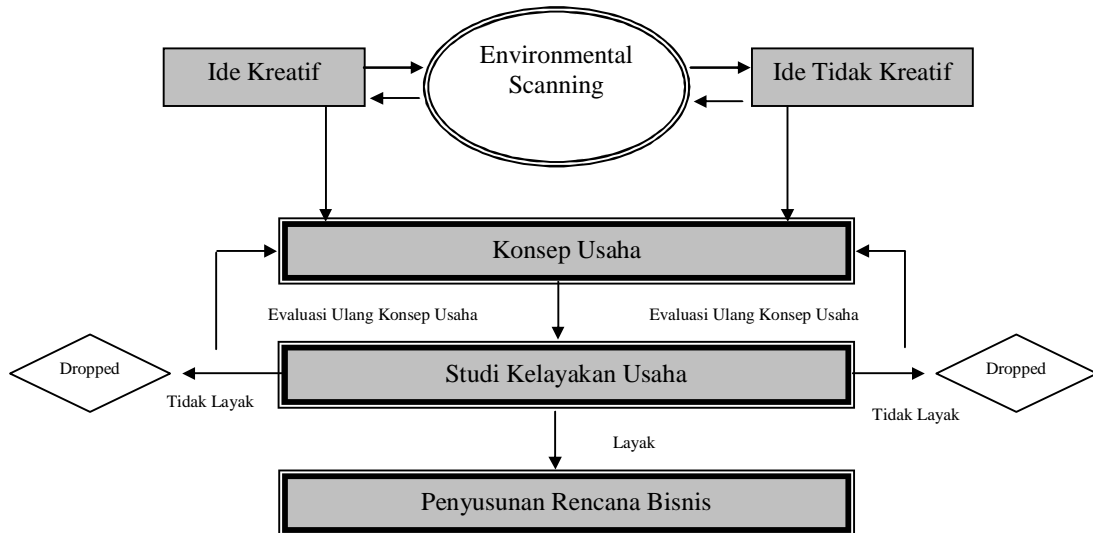 Ide Kreatif
Environmental
Scanning
Ide Tidak Kreatif
Konsep Usaha
Evaluasi Ulang Konsep Usaha
Evaluasi Ulang Konsep Usaha
Dropped
Studi Kelayakan Usaha
Dropped
Tidak Layak
Tidak Layak
Layak
Penyusunan Rencana Bisnis